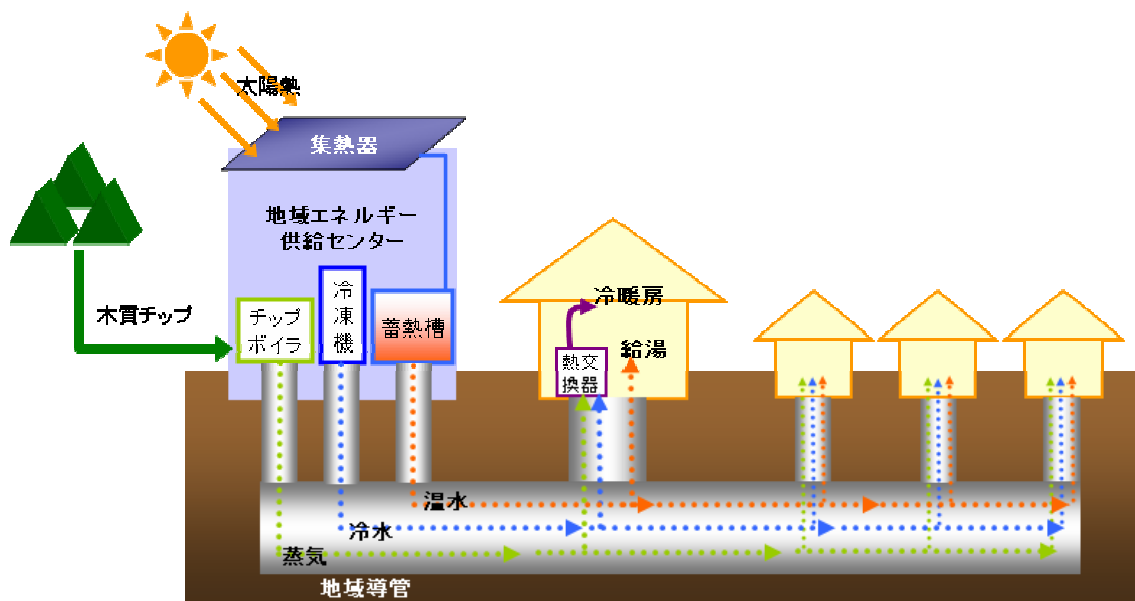 太陽熱
集熱器
地域エネルギー
供給センター
木質チップ
チップ
ボイラ
冷
凍
機
蓄熱槽
冷暖房
給湯
熱交
換器
温水
冷水
蒸気
地域導管